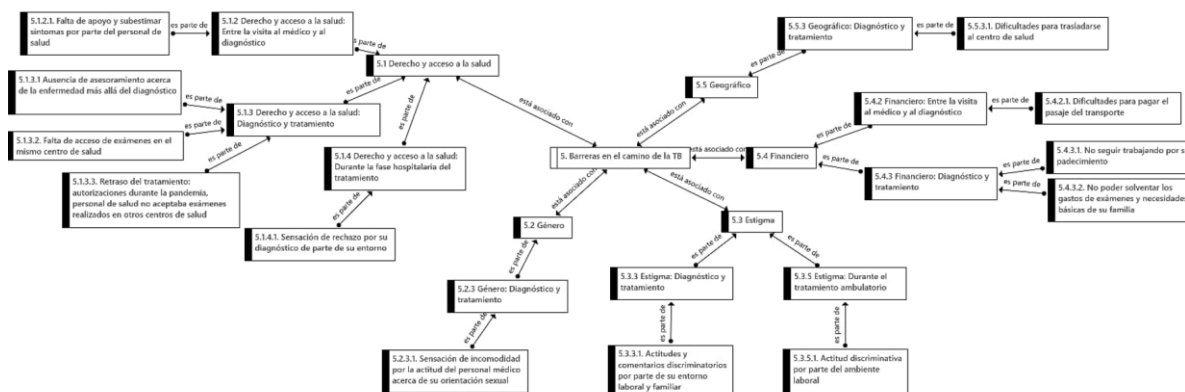 5.1.2.1. Falta de apoyo y subestimar
síntomas por parte del personal de
salud
es parte de
5.1.2 Derecho y acceso a la salud:
Entre la visita al médico y al
diagnóstico
es parte de
5.1 Derecho y acceso a la salud
5.1.3.1 Ausencia de asesoramiento acerca
de la enfermedad más allá del diagnóstico
es parte de
5.1.3 Derecho y acceso a la salud:
Diagnóstico y tratamiento
es parte de
5.1.3.2. Falta de acceso de exámenes en el
mismo centro de salud
es parte de
5.1.3.3. Retraso del tratamiento:
autorizaciones durante la pandemia,
personal de salud no aceptaba exámenes
realizados en otros centros de salud
es parte de
5.1.4 Derecho y acceso a la salud:
Durante la fase hospitalaria del
tratamiento
es parte de
5.1.4.1. Sensación de rechazo por su
diagnóstico de parte de su entorno
es parte de
está asociado con
5. Barreras en el camino de la TB
está asociado con
5.2 Género
es parte de
5.2.3 Género: Diagnóstico y
tratamiento
es parte de
5.2.3.1. Sensación de incomodidad
por la actitud del personal médico
acerca de su orientación sexual
está asociado con
5.3 Estigma
es parte de
5.3.3 Estigma: Diagnóstico y
tratamiento
es parte de
5.3.3.1. Actitudes y
comentarios discriminatorios
por parte de su entorno
laboral y familiar
es parte de
5.3.5 Estigma: Durante el
tratamiento ambulatorio
es parte de
5.3.5.1. Actitud discriminativa
por parte del ambiente
laboral
está asociado con
5.4 Financiero
es parte de
5.4.2 Financiero: Entre la visita
al médico y al diagnóstico
es parte de
5.4.2.1. Dificultades para pagar el
pasaje del transporte
es parte de
5.4.3 Financiero: Diagnóstico y
tratamiento
es parte de
5.4.3.1. No seguir trabajando por s
padecimiento
es parte de
5.4.3.2. No poder solventar los
gastos de exámenes y necesidades
básicas de su familia
está asociado con
5.5 Geográfico
es parte de
5.5.3 Geográfico: Diagnóstico y
tratamiento
es parte de
5.5.3.1. Dificultades para trasladarse
al centro de salud